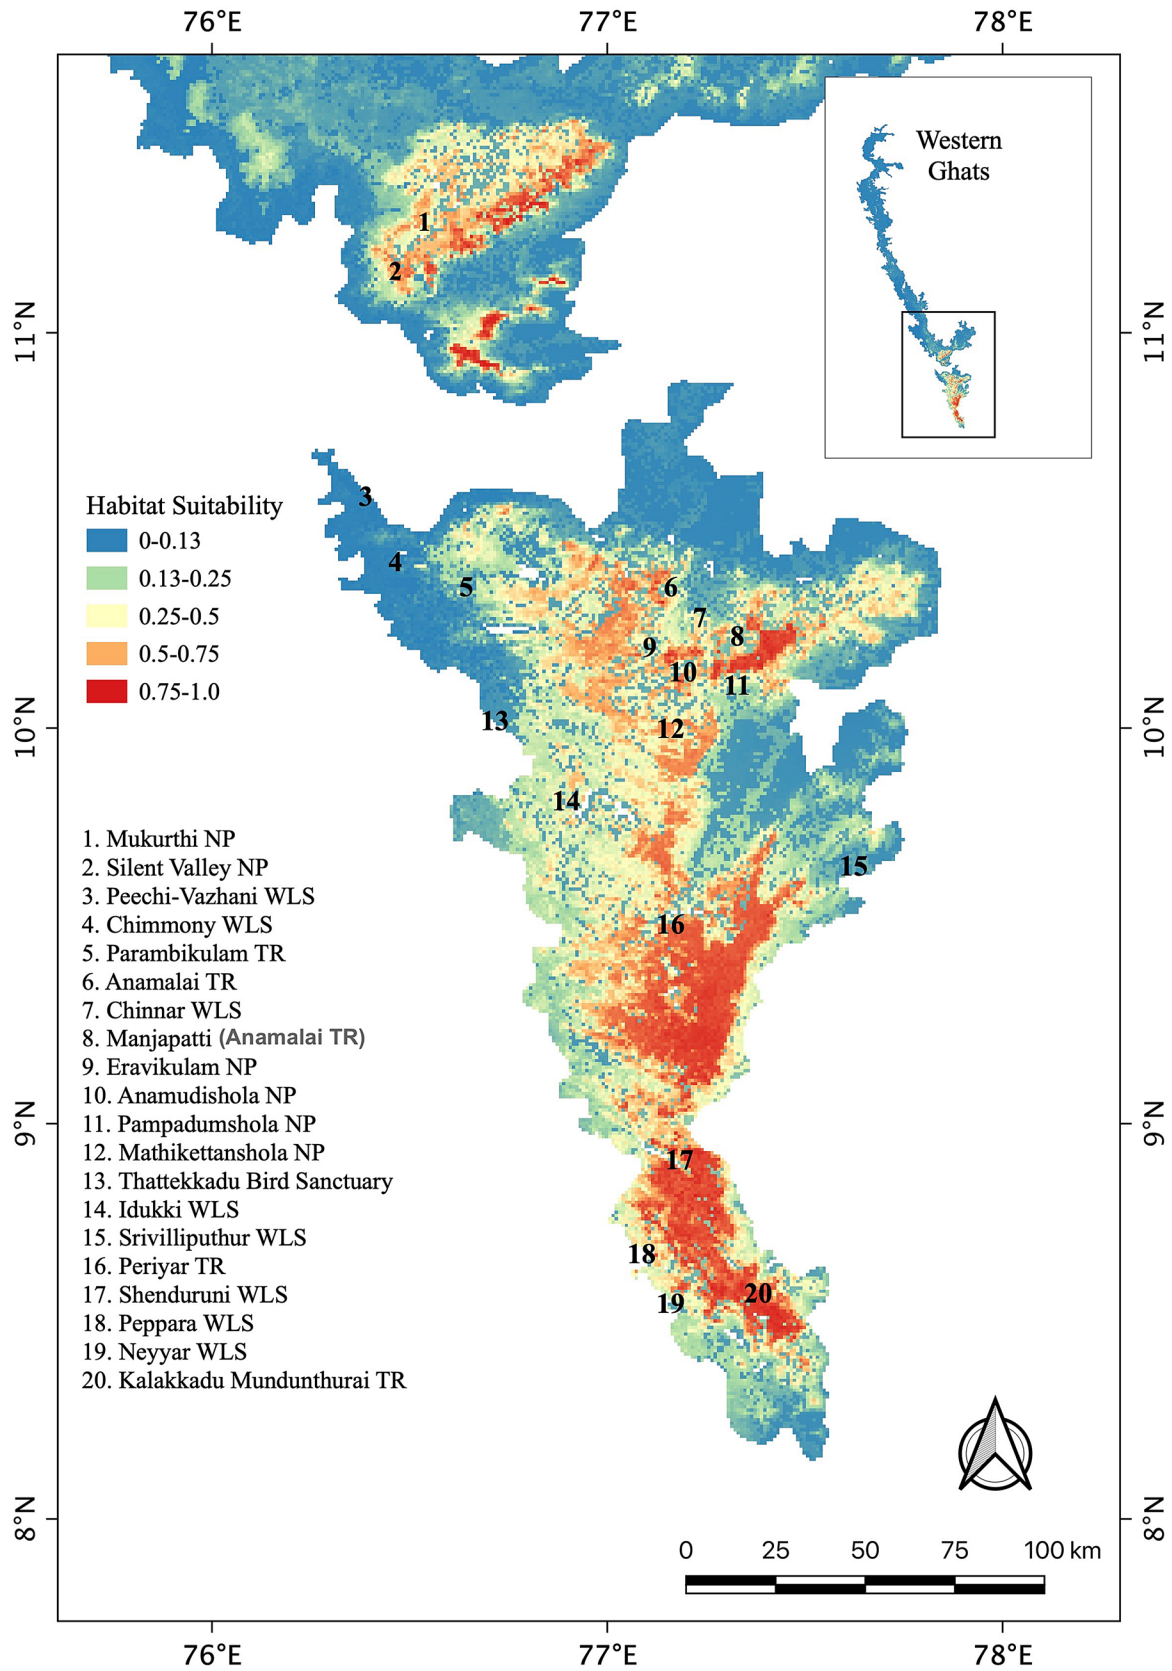 76°E 77°E 78°E
Western
Ghats
1
2
11°N 11°N
3
Habitat Suitability
0-0.13
0.13-0.25
0.25-0.5
0.5-0.75
0.75-1.0
4
5
6
7
8
9
10
11
10°N 10°N
12
13
14
15
16
1. Mukurthi NP
2. Silent Valley NP
3. Peechi-Vazhani WLS
4. Chimmony WLS
5. Parambikulam TR
6. Anamalai TR
7. Chinnar WLS
8. Manjapatti (Anamalai TR)
9. Eravikulam NP
10. Anamudishola NP
11. Pampadumshola NP
12. Mathikettanshola NP
13. Thattekkadu Bird Sanctuary
14. Idukki WLS
15. Srivilliputhur WLS
16. Periyar TR
17. Shenduruni WLS
18. Peppara WLS
19. Neyyar WLS
20. Kalakkadu Mundunthurai TR
9°N 9°N
17
18
19
20
8°N 8°N
0 25 50 75 100 km
76°E 77°E 78°E